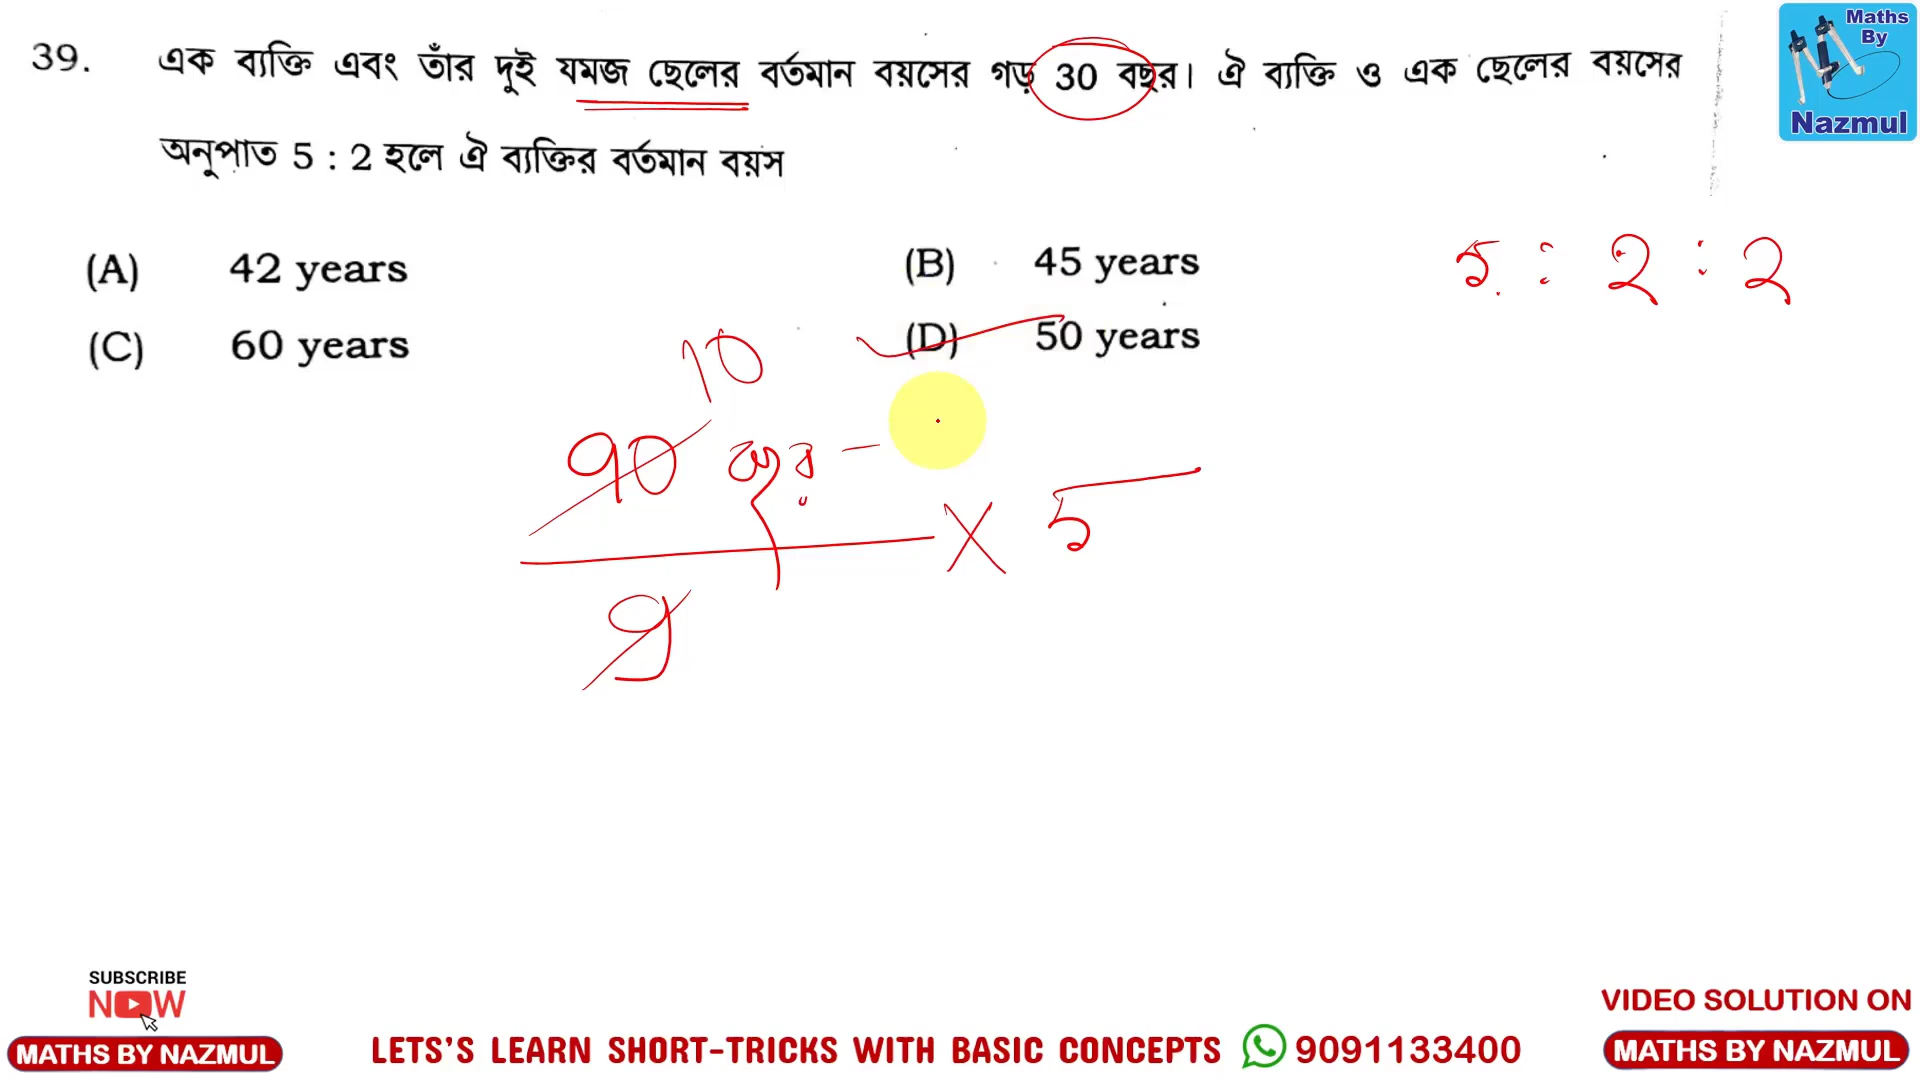 39. এক ব্যক্তি এবং তাঁর দুই যমজ ছেলের বর্তমান বয়সের গড় 30 বছর। ঐ ব্যক্তি ও এক ছেলের বয়সের
অনুপাত 5 : 2 হলে ঐ ব্যক্তির বর্তমান বয়স
(A) 42 years (B) 45 years
(C) 60 years (D) 50 years
5 : 2 : 2
10
90 বছর -
× 5
9
Maths
By
Nazmul
SUBSCRIBE
NOW
MATHS BY NAZMUL
LETS'S LEARN SHORT-TRICKS WITH BASIC CONCEPTS 9091133400
VIDEO SOLUTION ON
MATHS BY NAZMUL